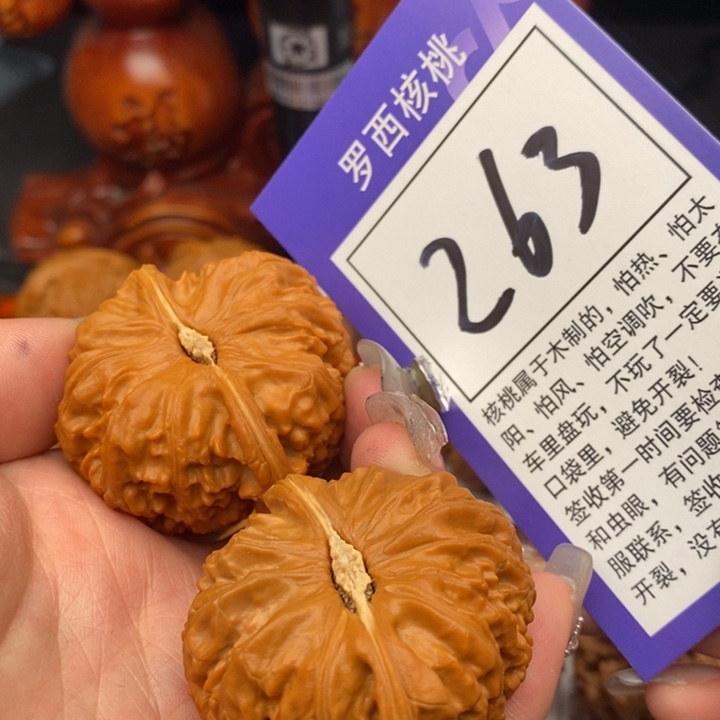 罗西核桃
263
核桃属于木制的，怕热、怕太
阳、怕风、怕空调吹，不要在
车里盘玩，不玩了一定要
口袋里，避免开裂！
签收第一时间要检查
和虫眼，有问题
服联系，签收
开裂，没有